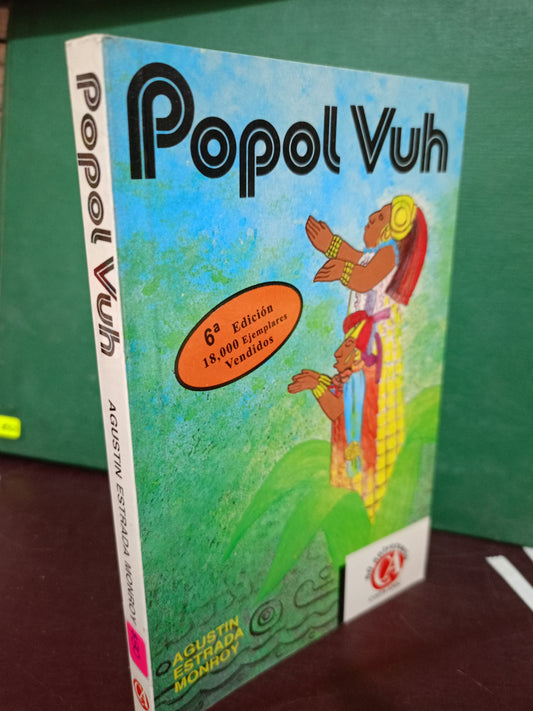 Popol Vuh
6ª Edición
18,000 Ejemplares
Vendidos
AGUSTIN
ESTRADA
MONROY
Popol Vuh
AGUSTIN ESTRADA MONROY